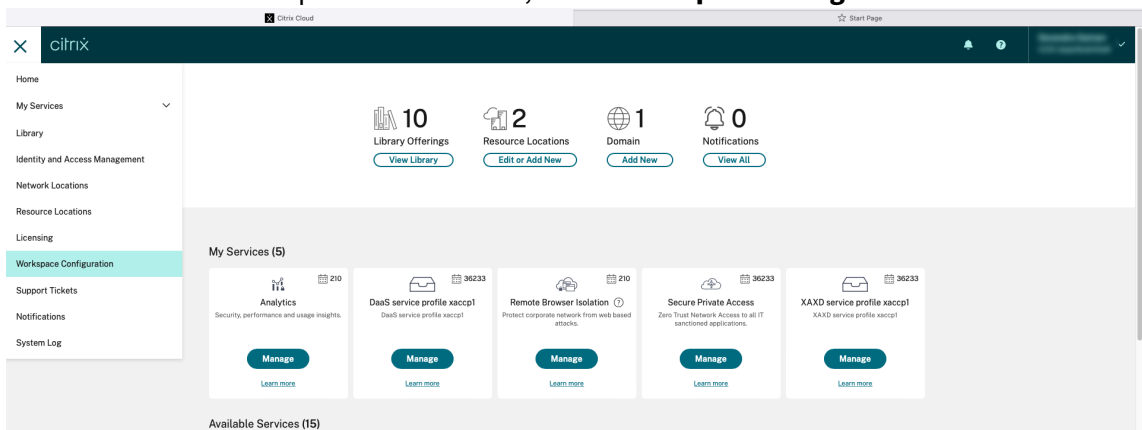 Citrix Cloud
Start Page
citrix
Home
My Services
Library
Identity and Access Management
Network Locations
Resource Locations
Licensing
Workspace Configuration
Support Tickets
Notifications
System Log
10
Library Offerings
View Library
2
Resource Locations
Edit or Add New
1
Domain
Add New
0
Notifications
View All
My Services (5)
210
Analytics
Security, performance and usage insights.
Manage
Learn more
36233
DaaS service profile xaccp1
DaaS service profile xaccp1
Manage
Learn more
210
Remote Browser Isolation
Protect corporate network from web based
attacks.
Manage
Learn more
36233
Secure Private Access
Zero Trust Network Access to all IT
sanctioned applications.
Manage
Learn more
36233
XAXD service profile xaccp1
XAXD service profile xaccp1
Manage
Learn more
Available Services (15)